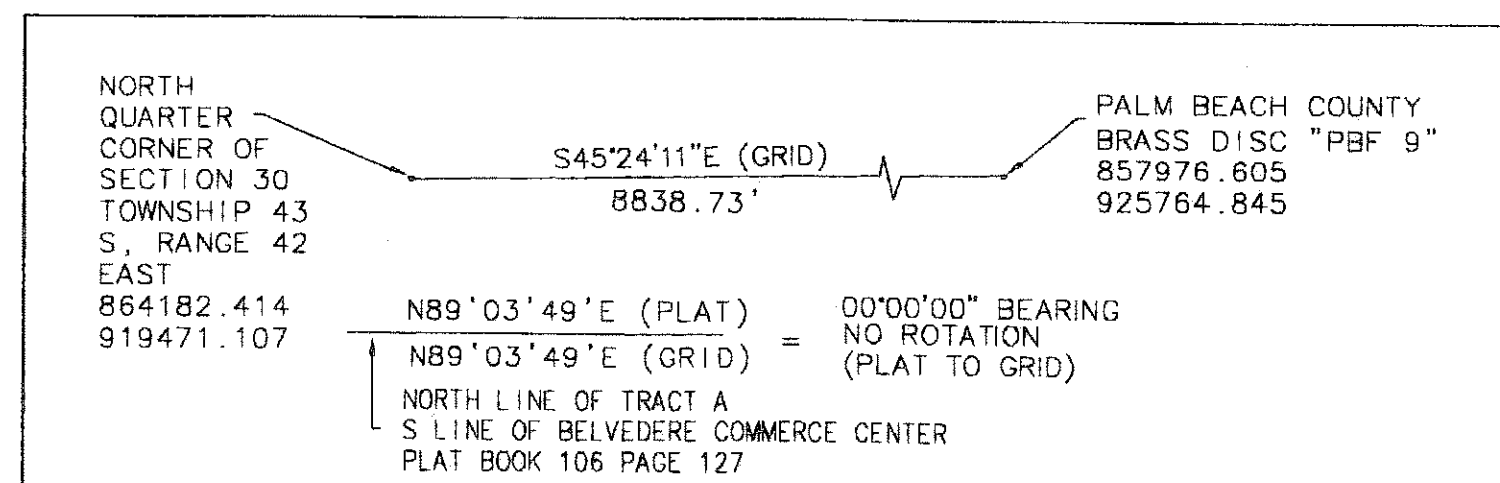 NORTH
QUARTER
CORNER OF
SECTION 30
TOWNSHIP 43
S, RANGE 42
EAST
864182.414
919471.107
S45°24'11"E (GRID)
8838.73'
PALM BEACH COUNTY
BRASS DISC "PBF 9"
857976.605
925764.845
N89'03'49'E (PLAT)
N89'03'49'E (GRID)
=
00°00'00" BEARING
NO ROTATION
(PLAT TO GRID)
NORTH LINE OF TRACT A
S LINE OF BELVEDERE COMMERCE CENTER
PLAT BOOK 106 PAGE 127